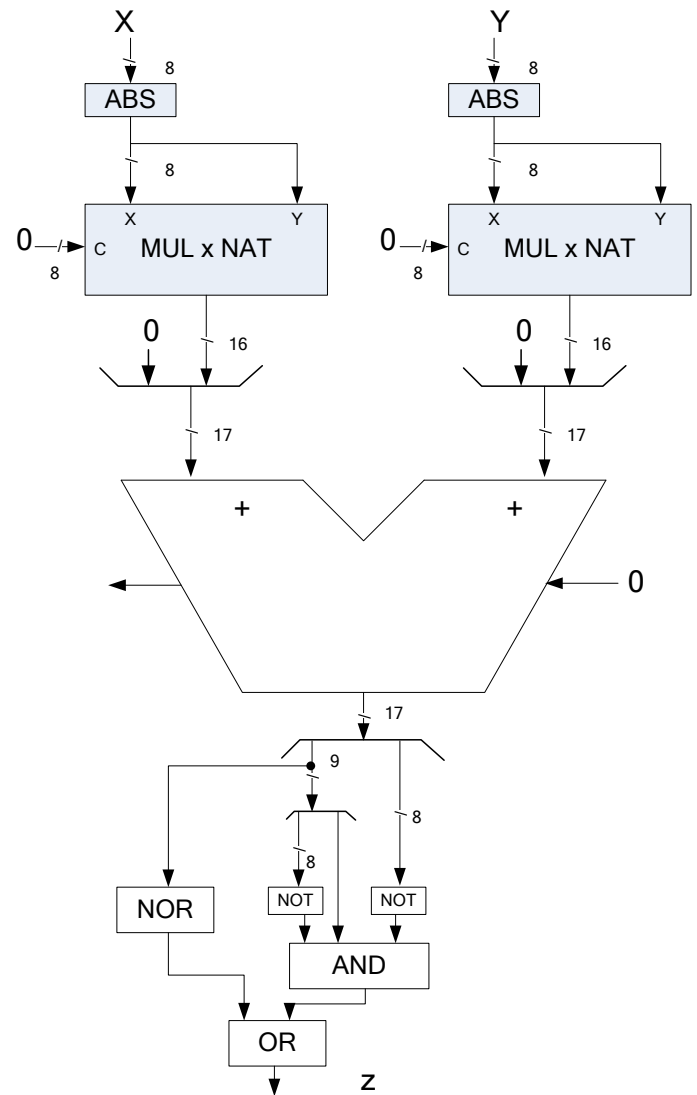 X Y
8 8
ABS ABS
8 8
X Y X Y
0 C MUL x NAT 0 C MUL x NAT
8 8
0 16 0 16
17 17
+ +
0
17
9
8
8
NOT NOT
NOR
AND
OR
z